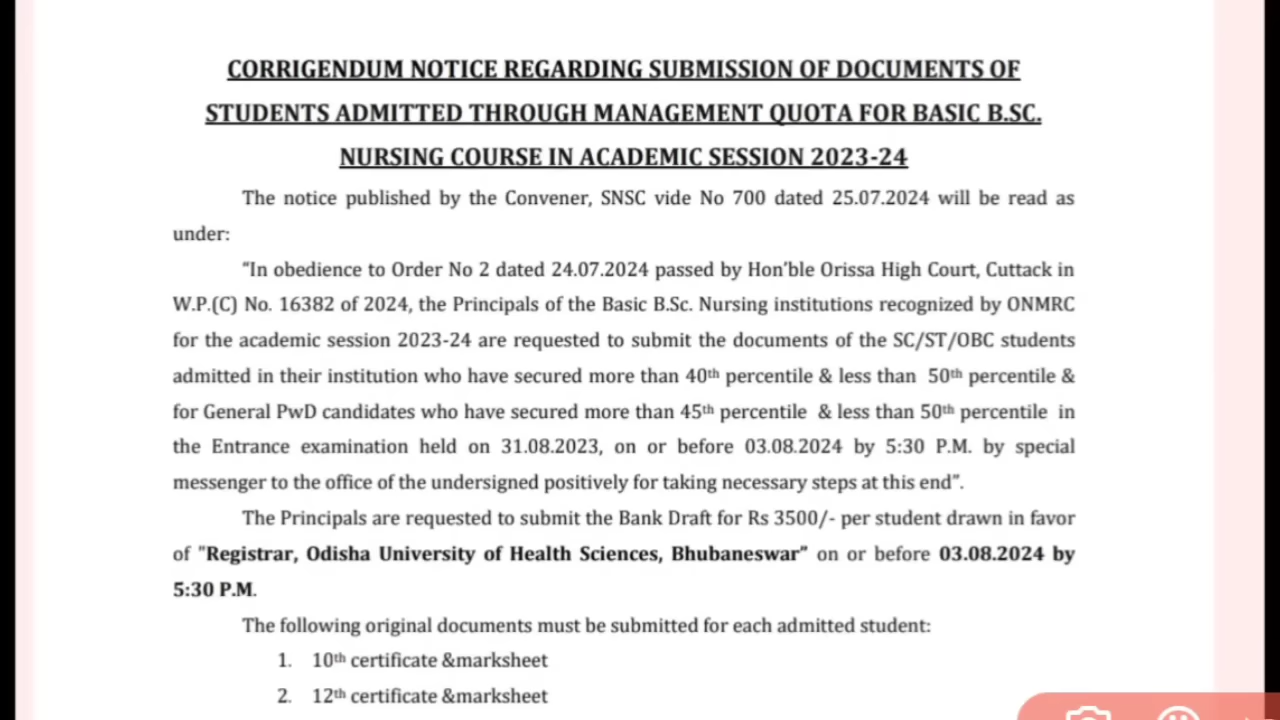 CORRIGENDUM NOTICE REGARDING SUBMISSION OF DOCUMENTS OF
STUDENTS ADMITTED THROUGH MANAGEMENT QUOTA FOR BASIC B.SC.
NURSING COURSE IN ACADEMIC SESSION 2023-24
The notice published by the Convener, SNSC vide No 700 dated 25.07.2024 will be read as
under:
“In obedience to Order No 2 dated 24.07.2024 passed by Hon’ble Orissa High Court, Cuttack in
W.P.(C) No. 16382 of 2024, the Principals of the Basic B.Sc. Nursing institutions recognized by ONMRC
for the academic session 2023-24 are requested to submit the documents of the SC/ST/OBC students
admitted in their institution who have secured more than 40th percentile & less than 50th percentile &
for General PwD candidates who have secured more than 45th percentile & less than 50th percentile in
the Entrance examination held on 31.08.2023, on or before 03.08.2024 by 5:30 P.M. by special
messenger to the office of the undersigned positively for taking necessary steps at this end”.
The Principals are requested to submit the Bank Draft for Rs 3500/- per student drawn in favor
of "Registrar, Odisha University of Health Sciences, Bhubaneswar” on or before 03.08.2024 by
5:30 P.M.
The following original documents must be submitted for each admitted student:
1. 10th certificate &marksheet
2. 12th certificate &marksheet